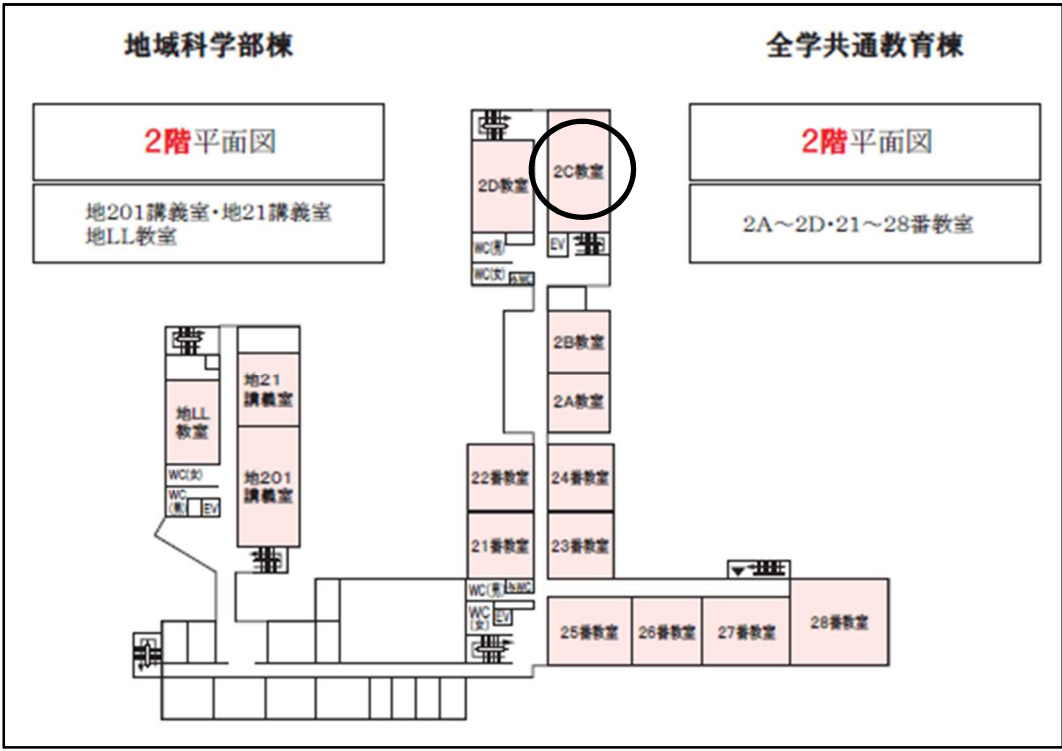 地域科学部棟
全学共通教育棟
2階平面図
2階平面図
地201講義室・地21講義室
地LL教室
2A～2D・21～28番教室
2C教室
2D教室
WC(男)
EV
WC(女)
2B教室
2A教室
地21
講義室
地LL
教室
地201
講義室
WC(女)
WC
(男)
EV
22番教室
24番教室
21番教室
23番教室
WC(男)
WC
(女)
EV
25番教室
26番教室
27番教室
28番教室